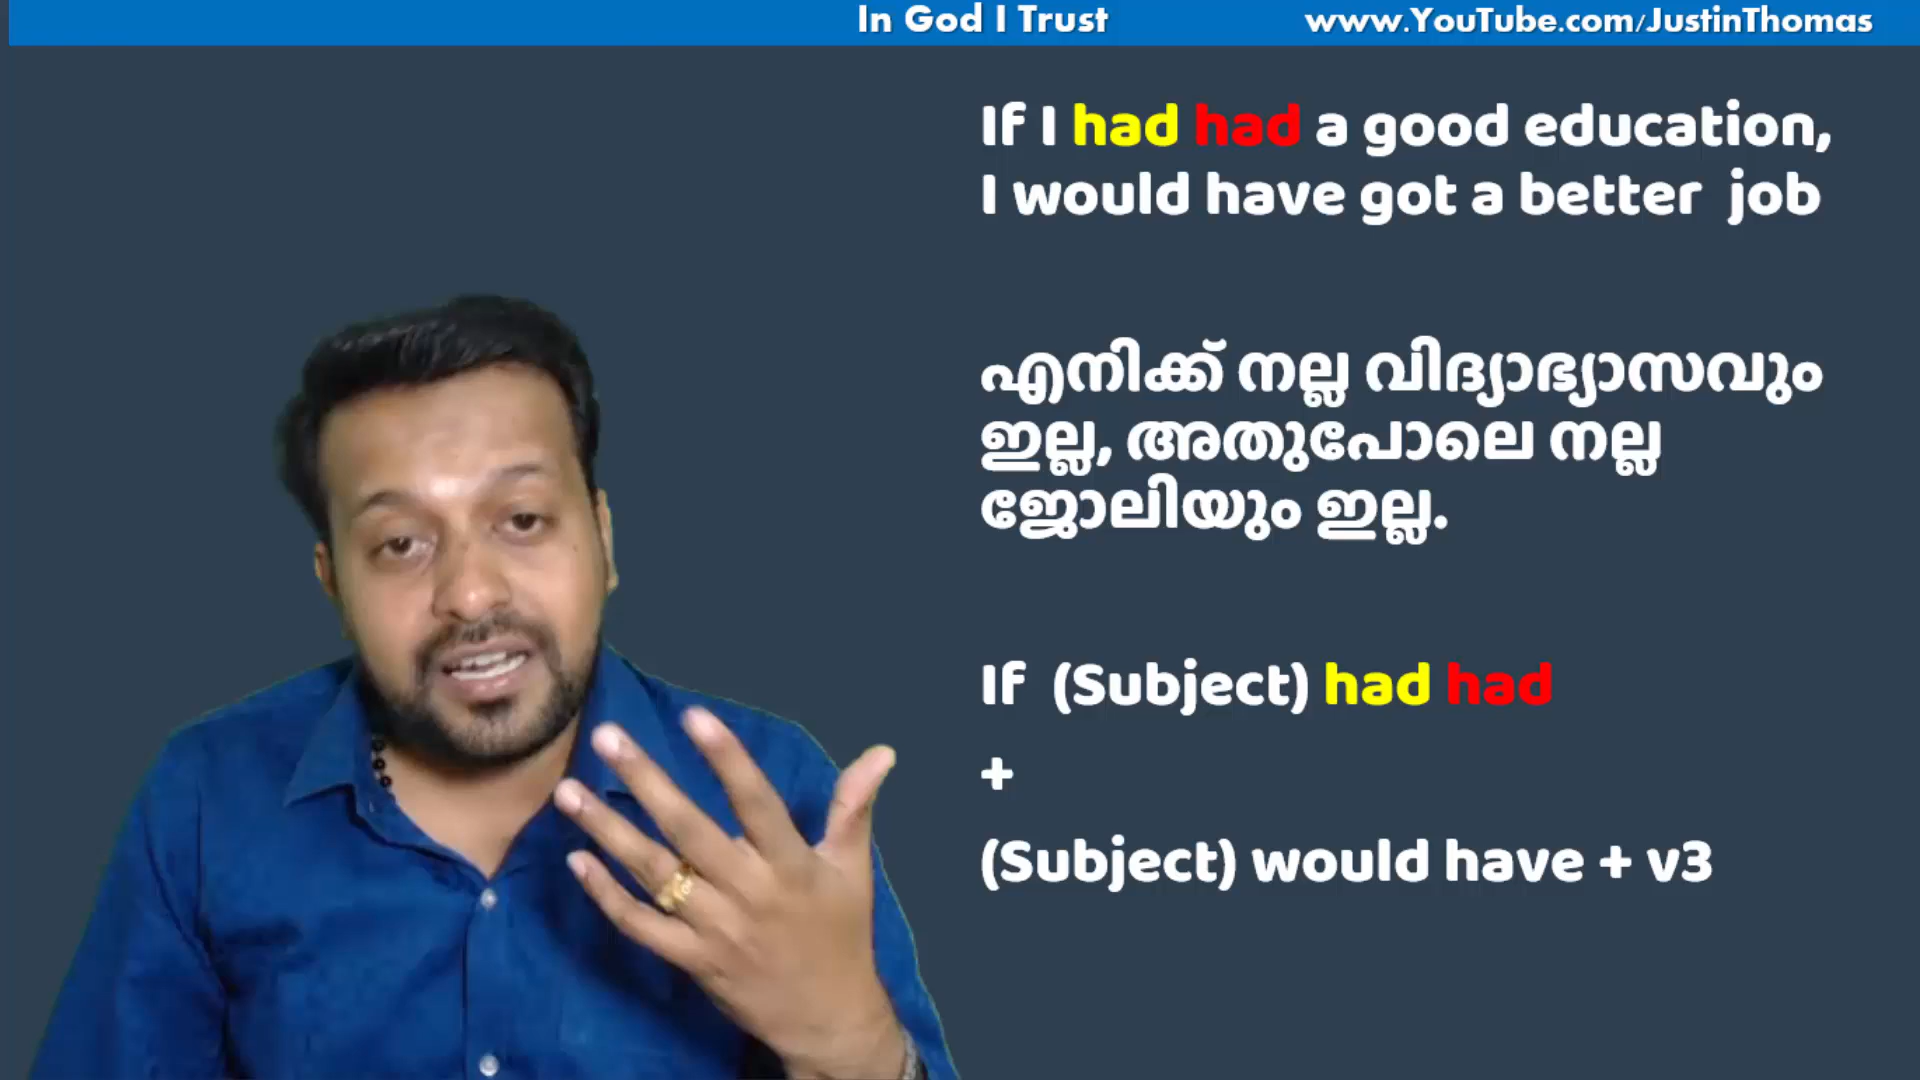 In God I Trust
www.YouTube.com/JustinThomas
If I had had a good education,
I would have got a better job
എനിക്ക് നല്ല വിദ്യാഭ്യാസവും
ഇല്ല, അതുപോലെ നല്ല
ജോലിയും ഇല്ല.
If (Subject) had had
+
(Subject) would have + v3